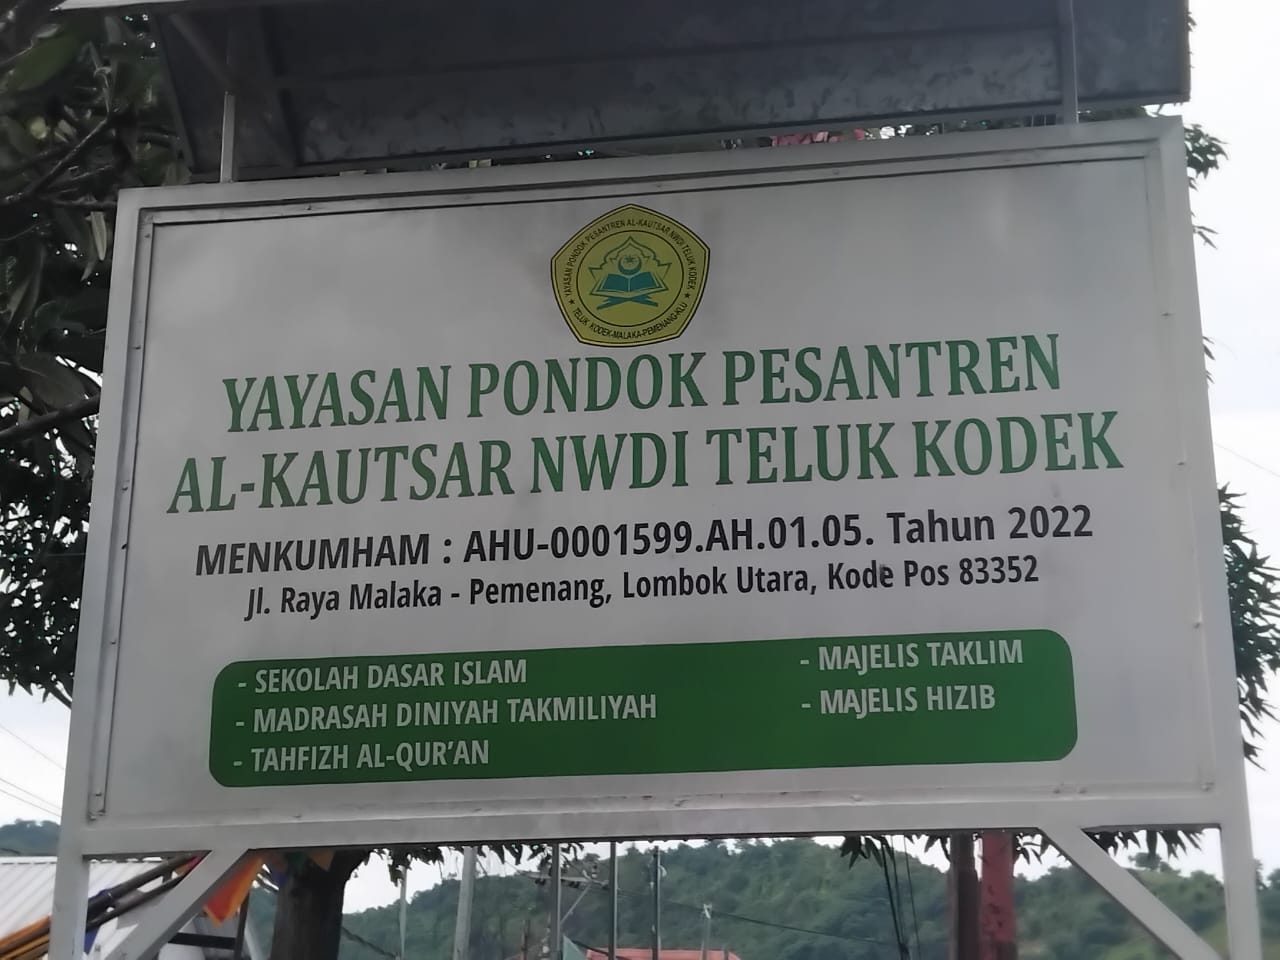 YAYASAN PONDOK PESANTREN AL-KAUTSAR NWDI TELUK KODEK
TELUK KODEK-MALAKA-PEMENANG-KLU
YAYASAN PONDOK PESANTREN
AL-KAUTSAR NWDI TELUK KODEK
MENKUMHAM : AHU-0001599.AH.01.05. Tahun 2022
Jl. Raya Malaka - Pemenang, Lombok Utara, Kode Pos 83352
- SEKOLAH DASAR ISLAM
- MADRASAH DINIYAH TAKMILIYAH
- TAHFIZH AL-QUR'AN
- MAJELIS TAKLIM
- MAJELIS HIZIB